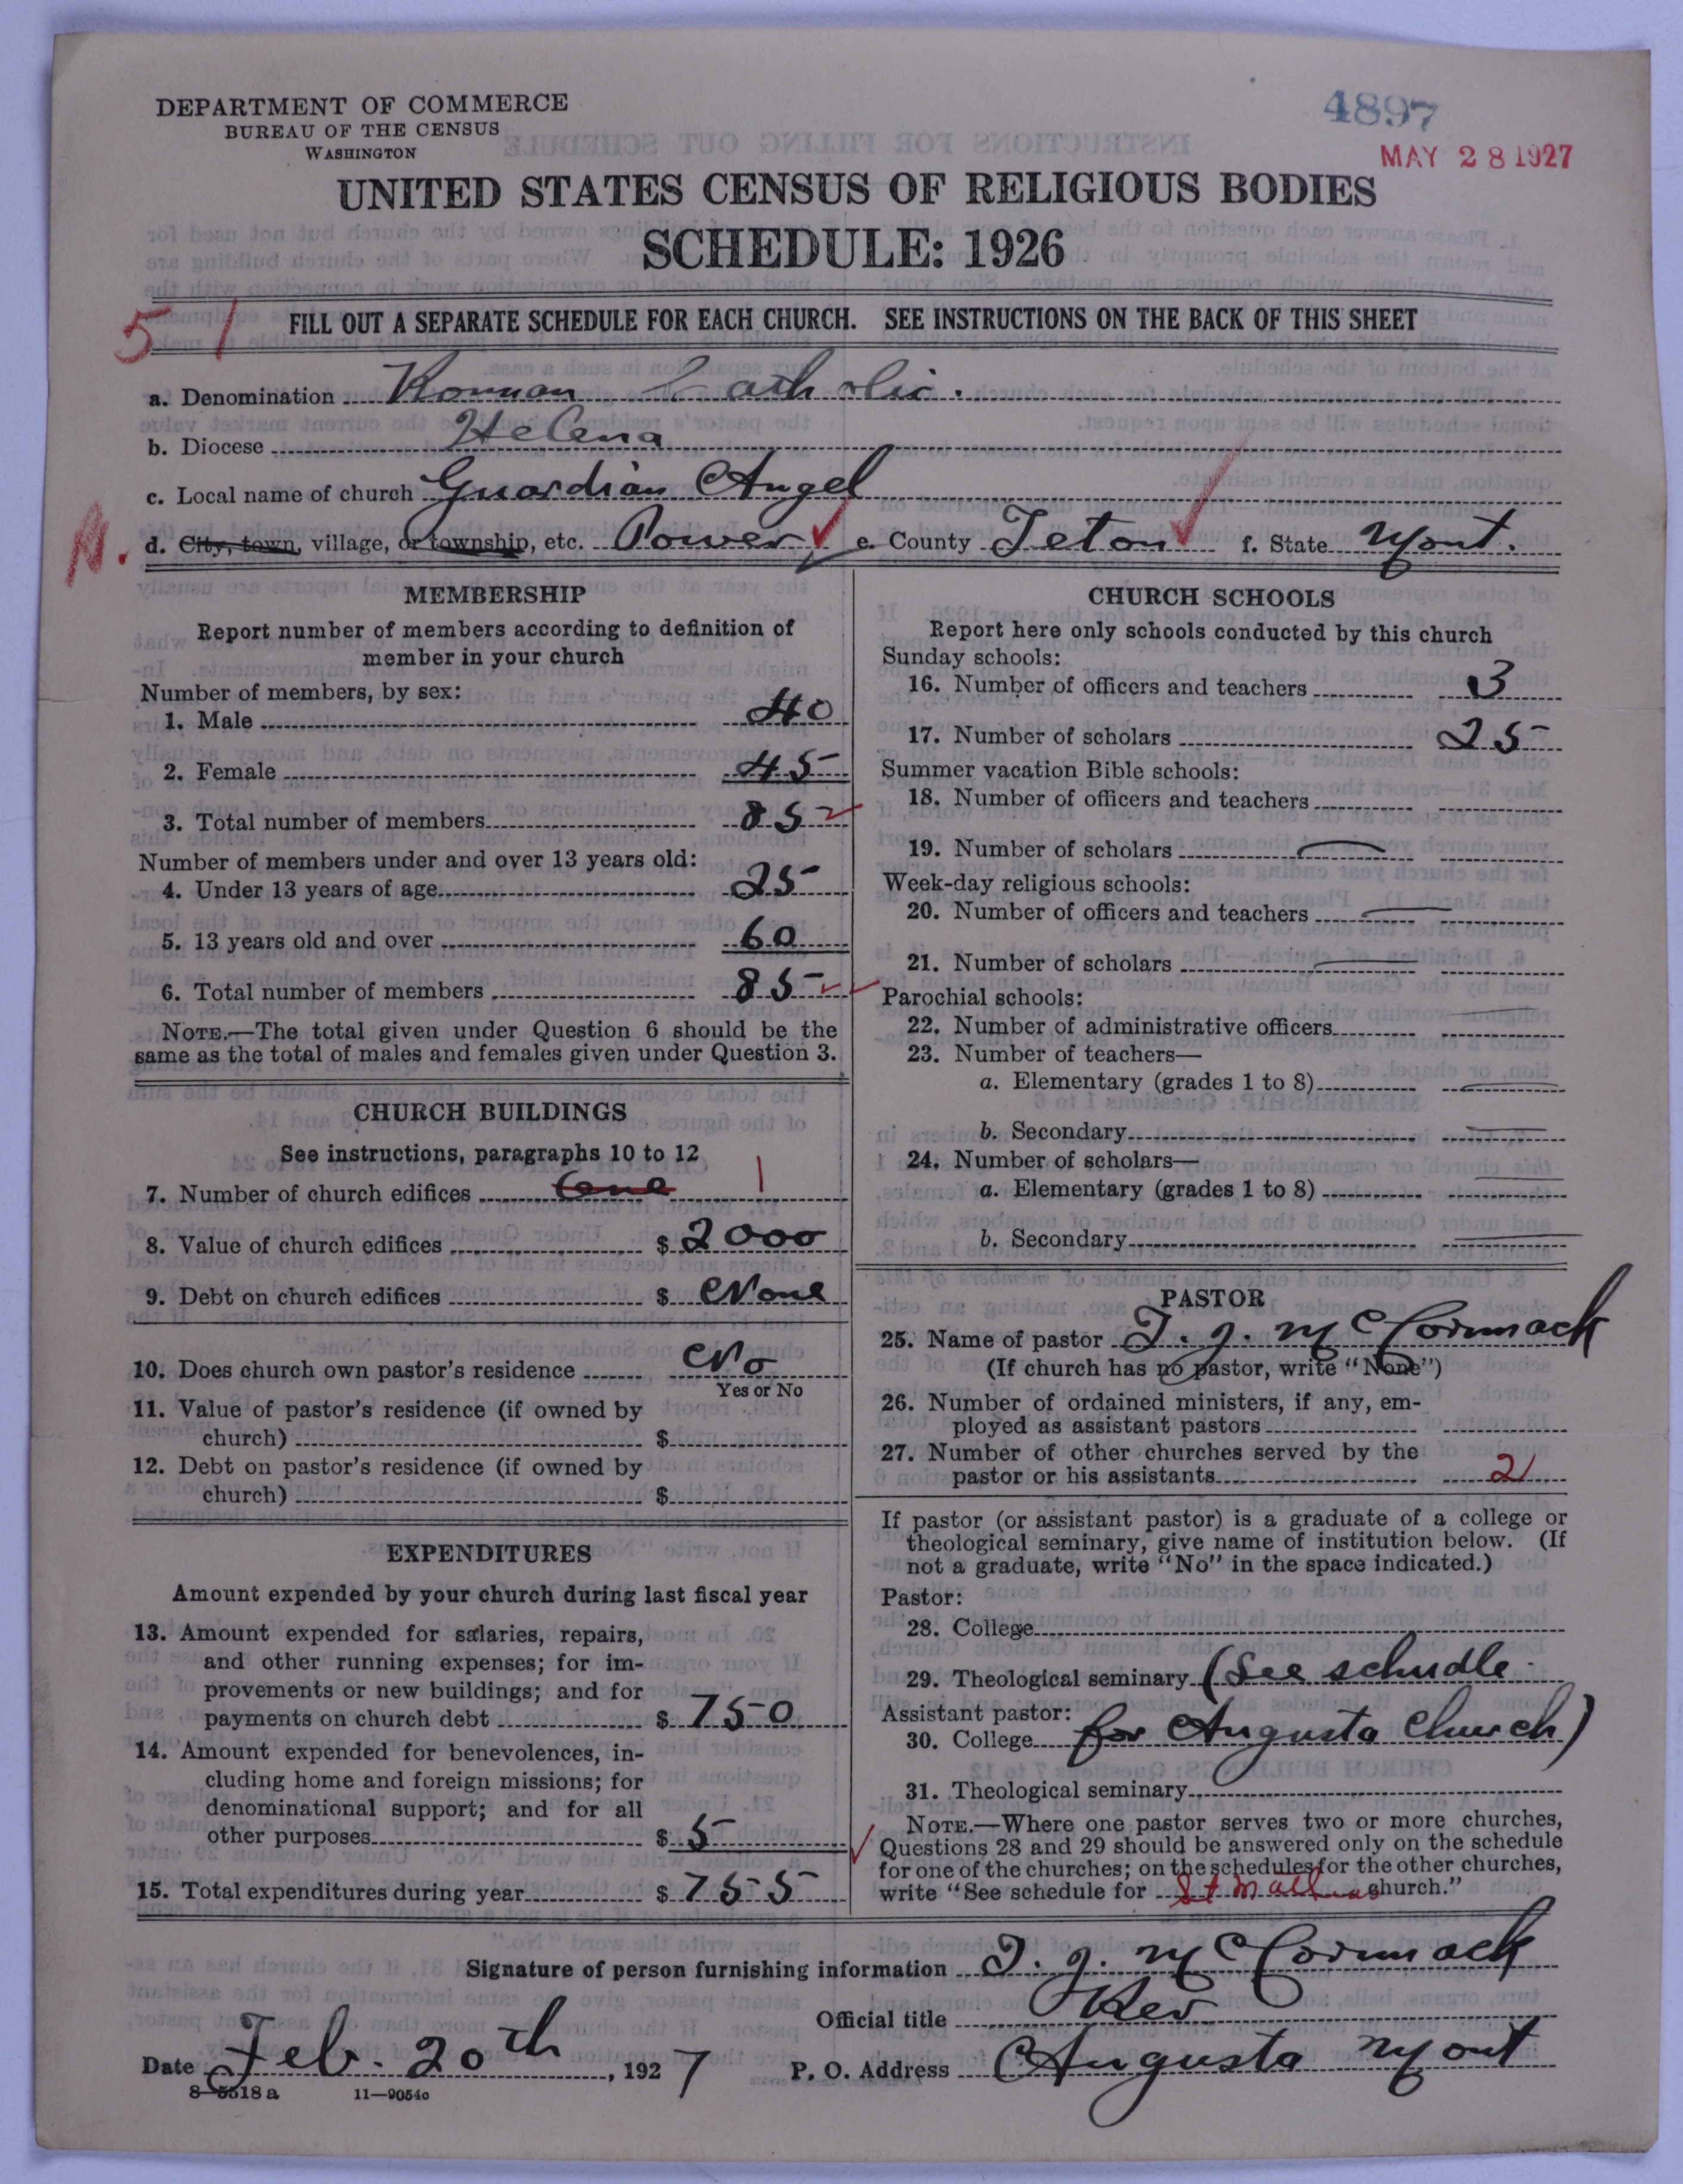 DEPARTMENT OF COMMERCE
BUREAU OF THE CENSUS
WASHINGTON
4897
MAY 28 1927
UNITED STATES CENSUS OF RELIGIOUS BODIES
SCHEDULE: 1926
5 1
FILL OUT A SEPARATE SCHEDULE FOR EACH CHURCH. SEE INSTRUCTIONS ON THE BACK OF THIS SHEET
a. Denomination Roman Catholic.
b. Diocese Helena
c. Local name of church Guardian Angel
d. City, town, village, or township, etc. Power e. County Teton f. State Mont.
MEMBERSHIP
Report number of members according to definition of
member in your church
Number of members, by sex:
1. Male 40
2. Female 45
3. Total number of members 85
Number of members under and over 13 years old:
4. Under 13 years of age 25
5. 13 years old and over 60
6. Total number of members 85
NOTE.—The total given under Question 6 should be the
same as the total of males and females given under Question 3.
CHURCH BUILDINGS
See instructions, paragraphs 10 to 12
7. Number of church edifices One 1
8. Value of church edifices $ 2000
9. Debt on church edifices $ None
10. Does church own pastor's residence No
Yes or No
11. Value of pastor's residence (if owned by
church) $
12. Debt on pastor's residence (if owned by
church) $
EXPENDITURES
Amount expended by your church during last fiscal year
13. Amount expended for salaries, repairs,
and other running expenses; for im-
provements or new buildings; and for
payments on church debt $ 750
14. Amount expended for benevolences, in-
cluding home and foreign missions; for
denominational support; and for all
other purposes $ 5
15. Total expenditures during year $ 755
CHURCH SCHOOLS
Report here only schools conducted by this church
Sunday schools:
16. Number of officers and teachers 3
17. Number of scholars 25
Summer vacation Bible schools:
18. Number of officers and teachers
19. Number of scholars
Week-day religious schools:
20. Number of officers and teachers
21. Number of scholars
Parochial schools:
22. Number of administrative officers
23. Number of teachers—
a. Elementary (grades 1 to 8)
b. Secondary
24. Number of scholars—
a. Elementary (grades 1 to 8)
b. Secondary
PASTOR
25. Name of pastor T. J. McCormack
(If church has no pastor, write "None")
26. Number of ordained ministers, if any, em-
ployed as assistant pastors
27. Number of other churches served by the
pastor or his assistants 2
If pastor (or assistant pastor) is a graduate of a college or
theological seminary, give name of institution below. (If
not a graduate, write "No" in the space indicated.)
Pastor:
28. College
29. Theological seminary (See schudle
Assistant pastor:
30. College for Augusta Church)
31. Theological seminary
NOTE.—Where one pastor serves two or more churches,
Questions 28 and 29 should be answered only on the schedule
for one of the churches; on the schedules for the other churches,
write "See schedule for St church."
Signature of person furnishing information T. J. McCormack
Official title Rev
Date Feb. 20th, 1927 P. O. Address Augusta Mont
8-5518a 11-9054c